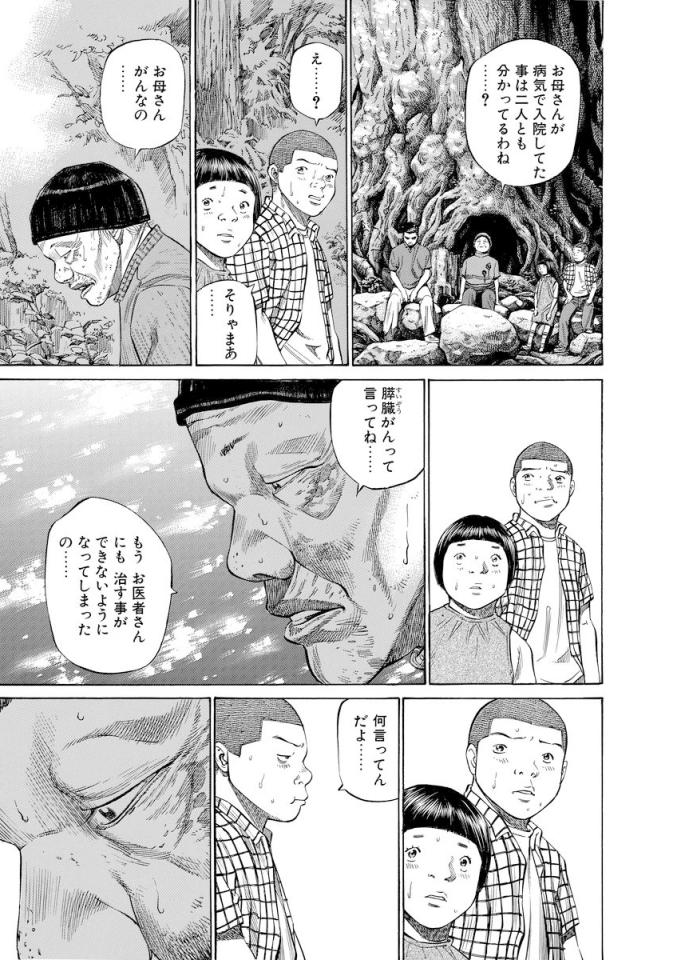 お母さんが
病気で入院してた
事は二人とも
分かってるわね
……？
え……？
そりゃまあ
……
お母さん
がんなの
……
膵臓がんって
すいぞう
言ってね……
もう お医者さん
にも 治す事が
できないように
なってしまった
の……
何言ってん
だよ……